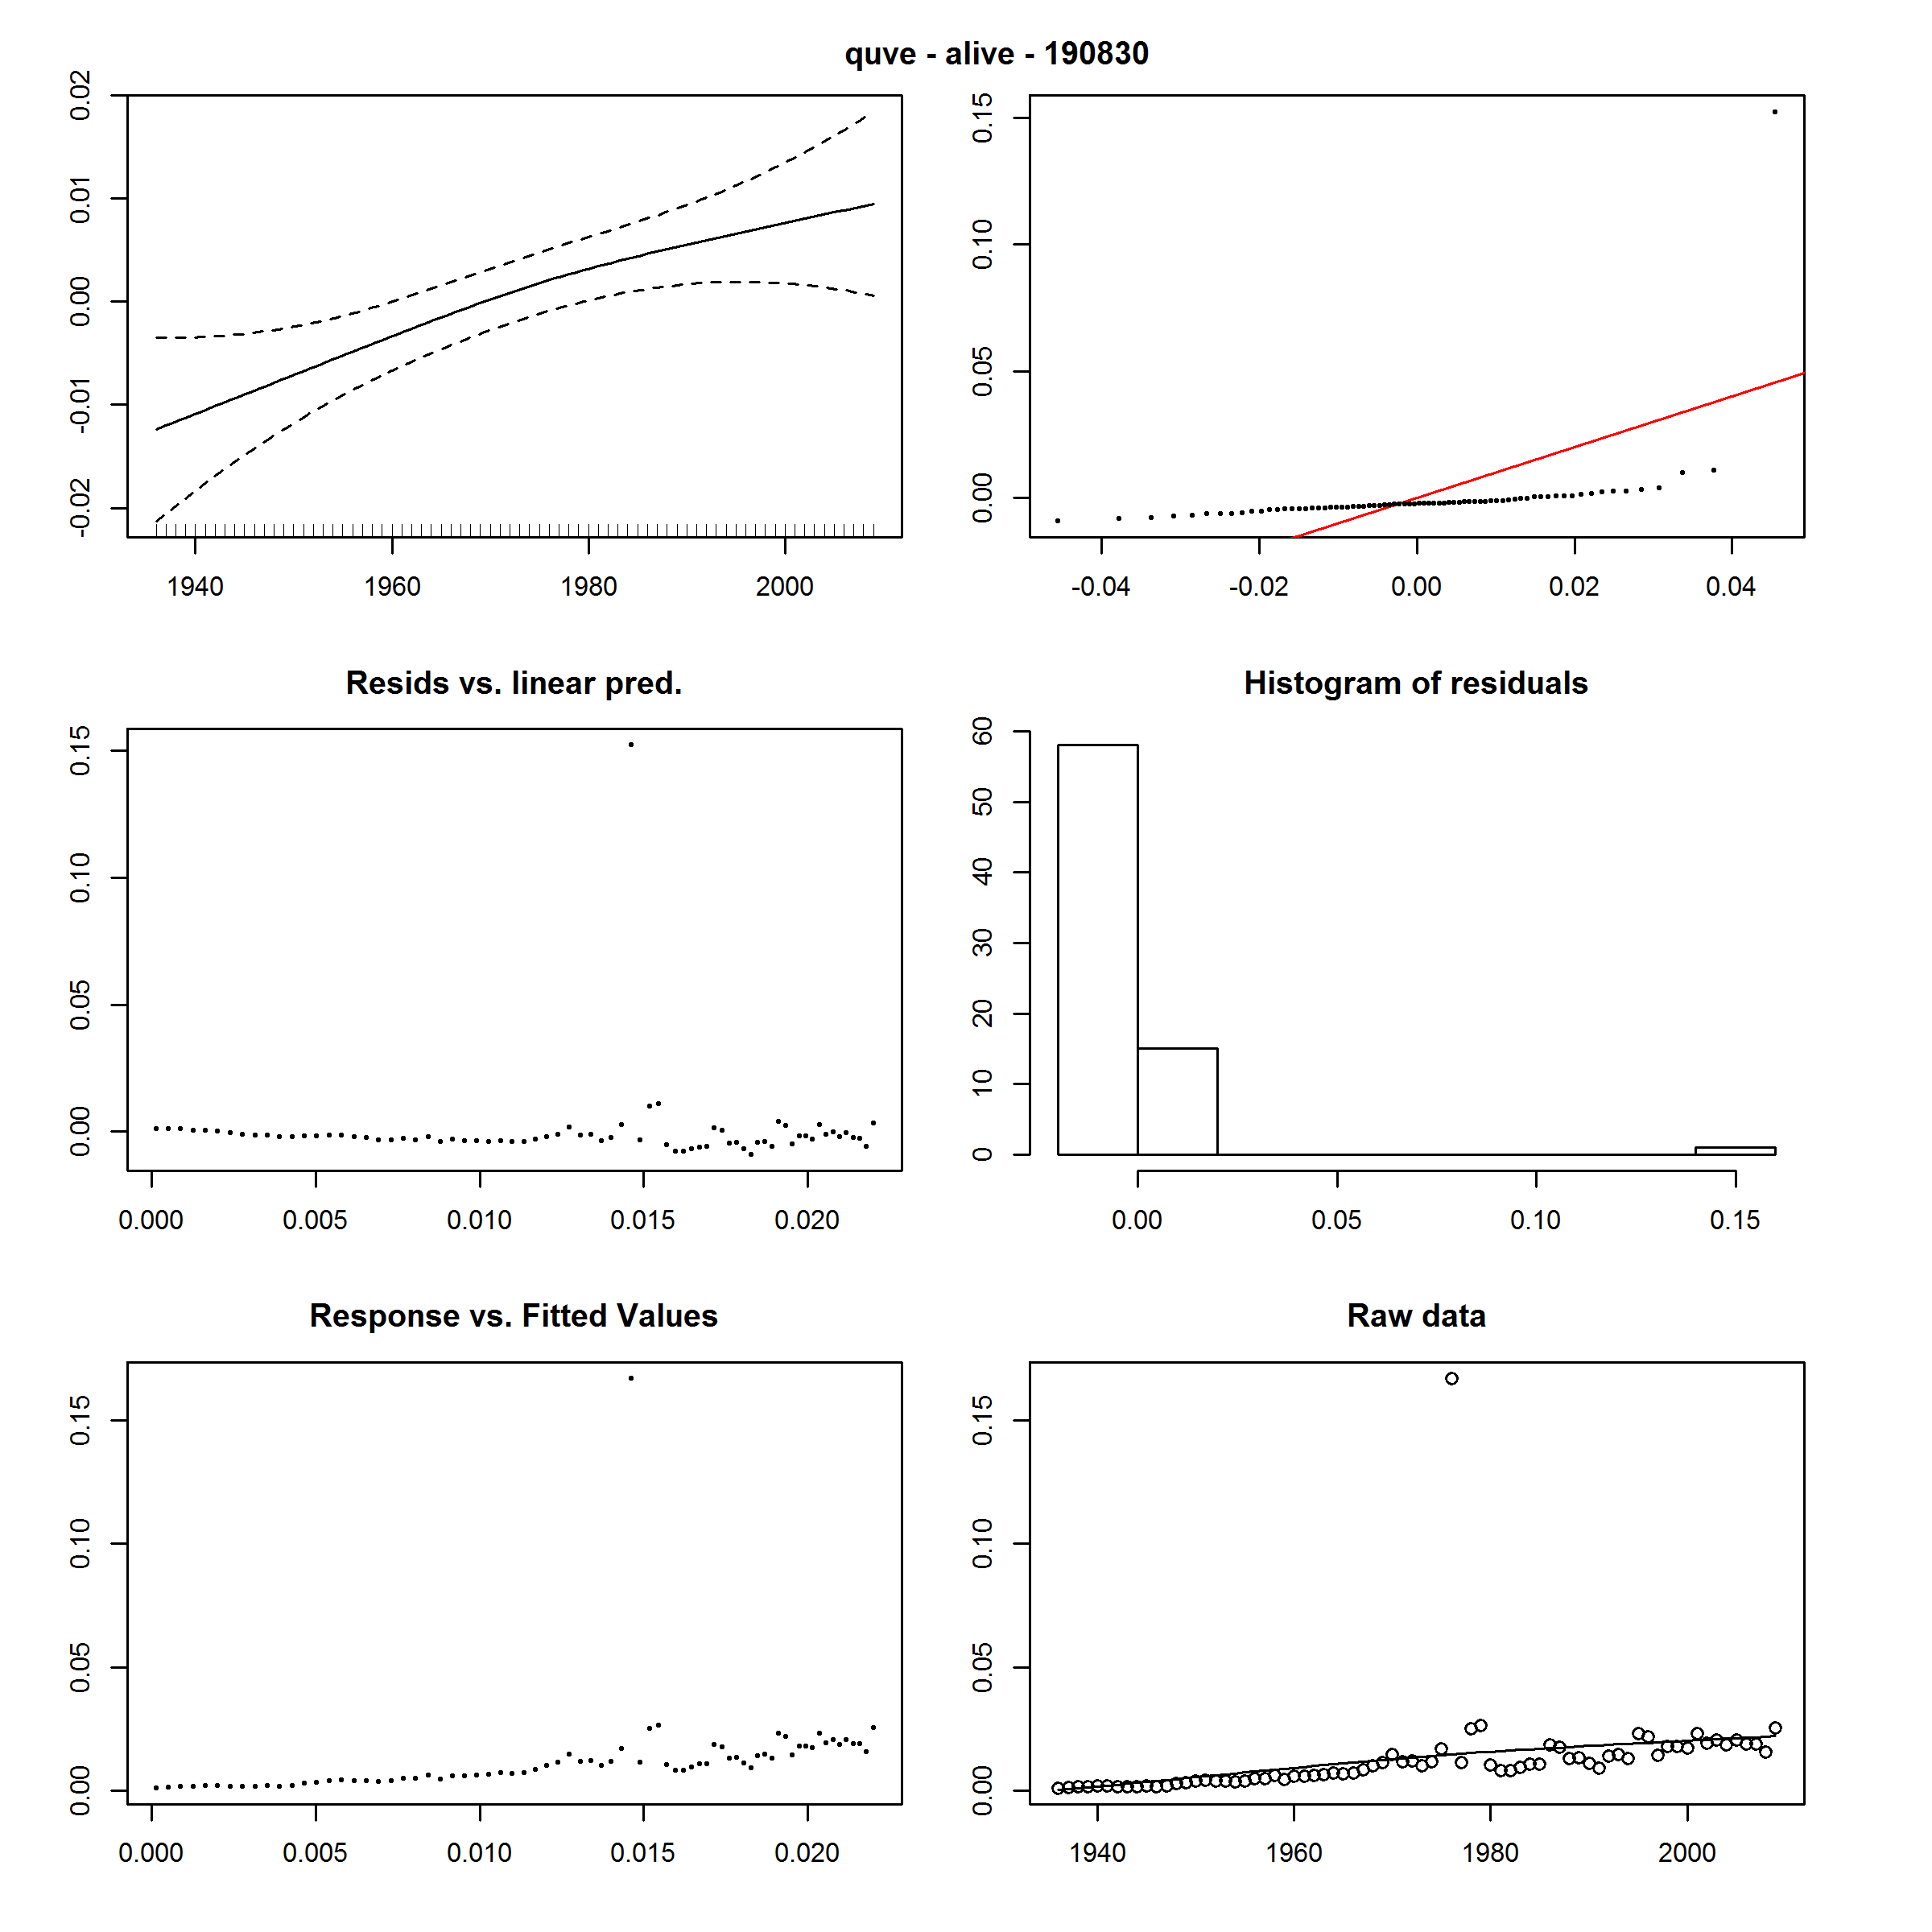 quve - alive - 190830
0.02
0.01
0.00
-0.01
-0.02
1940 1960 1980 2000
0.15
0.10
0.05
0.00
-0.04 -0.02 0.00 0.02 0.04
Resids vs. linear pred.
0.15
0.10
0.05
0.00
0.000 0.005 0.010 0.015 0.020
Histogram of residuals
60
50
40
30
20
10
0
0.00 0.05 0.10 0.15
Response vs. Fitted Values
0.15
0.10
0.05
0.00
0.000 0.005 0.010 0.015 0.020
Raw data
0.15
0.10
0.05
0.00
1940 1960 1980 2000